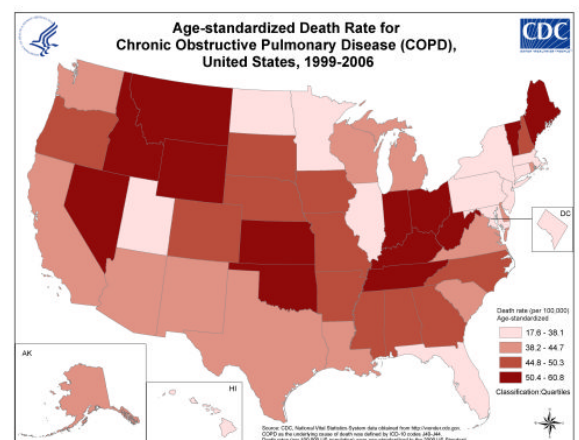 Age-standardized Death Rate for
Chronic Obstructive Pulmonary Disease (COPD),
United States, 1999-2006
CDC
DC
AK
HI
Death rate (per 100,000)
Age-standardized
17.6 - 38.1
38.2 - 44.7
44.8 - 50.3
50.4 - 60.8
Classification:Quartiles
Source: CDC, National Vital Statistics System data obtained from http://wonder.cdc.gov.
COPD as the underlying cause of death was defined by ICD-10 codes J40-J44.